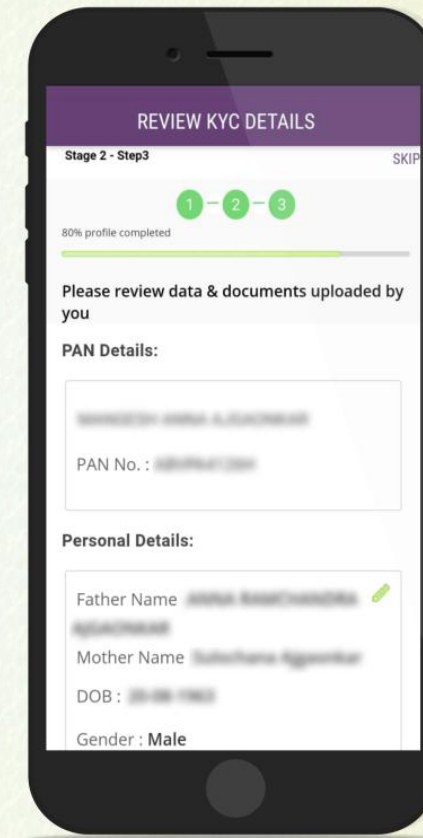 REVIEW KYC DETAILS
Stage 2 - Step3
SKIP
1 - 2 - 3
80% profile completed
Please review data & documents uploaded by
you
PAN Details:
PAN No. :
Personal Details:
Father Name
Mother Name
DOB :
Gender : Male